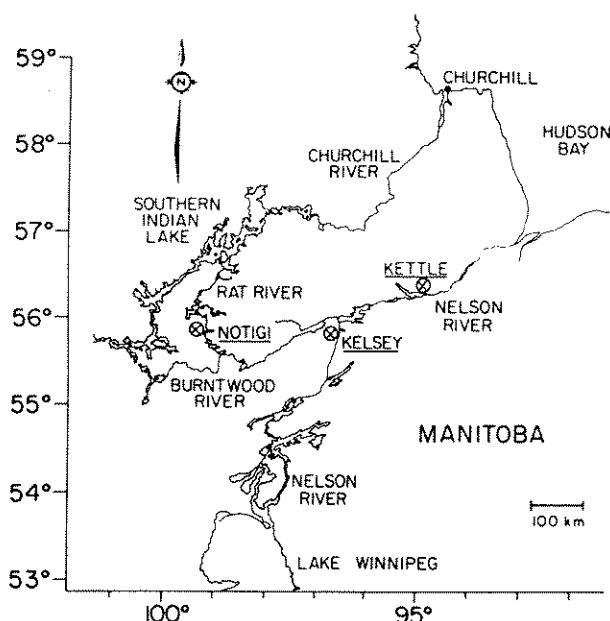 59°
N
CHURCHILL
58°
HUDSON
BAY
CHURCHILL
RIVER
SOUTHERN
INDIAN
LAKE
57°
KETTLE
RAT RIVER
NELSON
RIVER
56°
NOTIGI
KELSEY
BURNTWOOD
RIVER
55°
MANITOBA
54°
NELSON
RIVER
100 km
LAKE WINNIPEG
53°
100°
95°